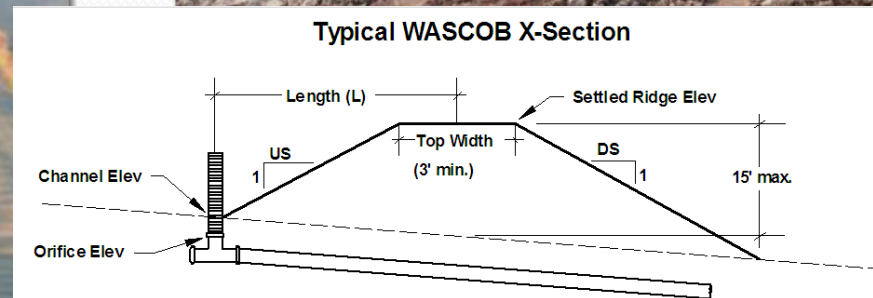 Typical WASCOB X-Section
Length (L)
Settled Ridge Elev
Top Width
(3' min.)
US
1
DS
1
15' max.
Channel Elev
Orifice Elev